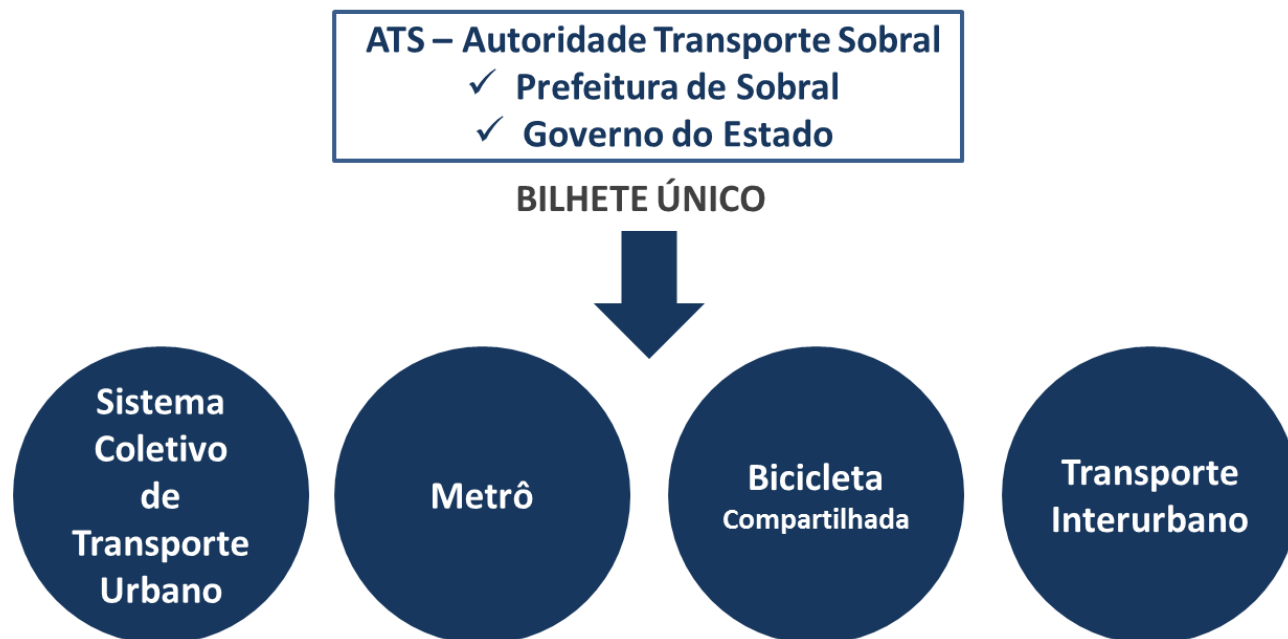 ATS – Autoridade Transporte Sobral
✓ Prefeitura de Sobral
✓ Governo do Estado
BILHETE ÚNICO
Sistema
Coletivo
de
Transporte
Urbano
Metrô
Bicicleta
Compartilhada
Transporte
Interurbano